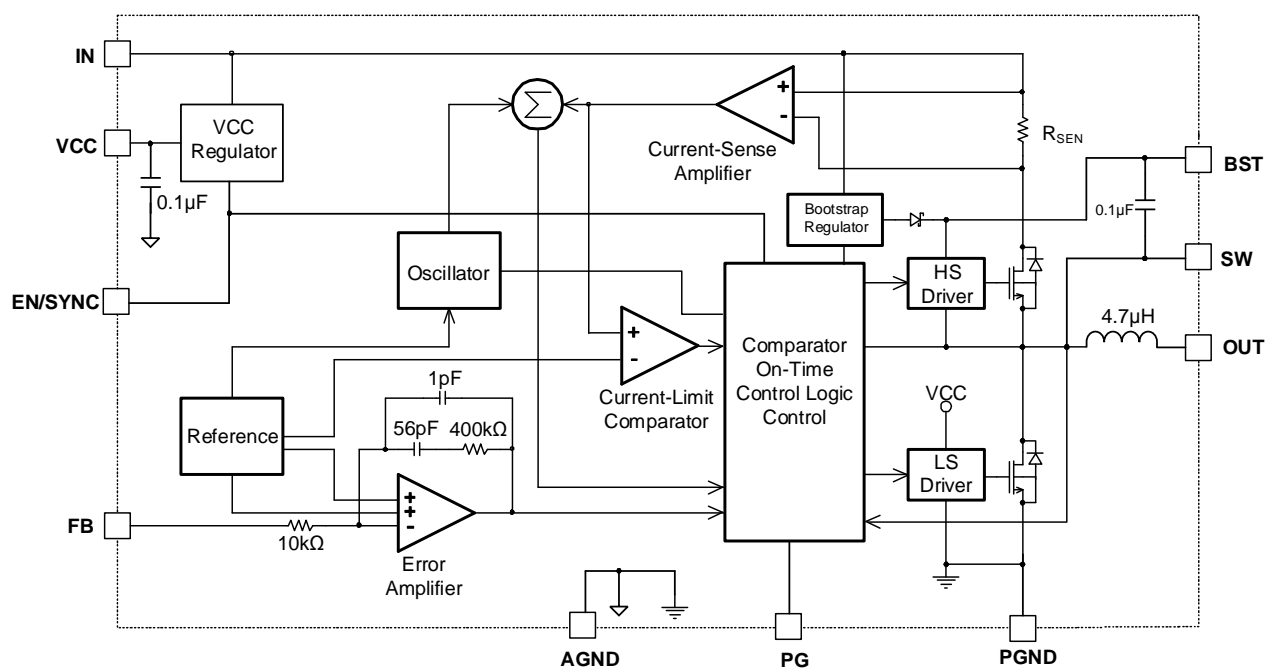 IN
VCC
Regulator
VCC
0.1µF
Σ
+
-
Current-Sense
Amplifier
RSEN
BST
0.1µF
Bootstrap
Regulator
SW
Oscillator
HS
Driver
EN/SYNC
4.7µH
OUT
+
-
Current-Limit
Comparator
Comparator
On-Time
Control Logic
Control
1pF
56pF
400kΩ
Reference
VCC
LS
Driver
FB
10kΩ
+
+
-
Error
Amplifier
AGND
PG
PGND